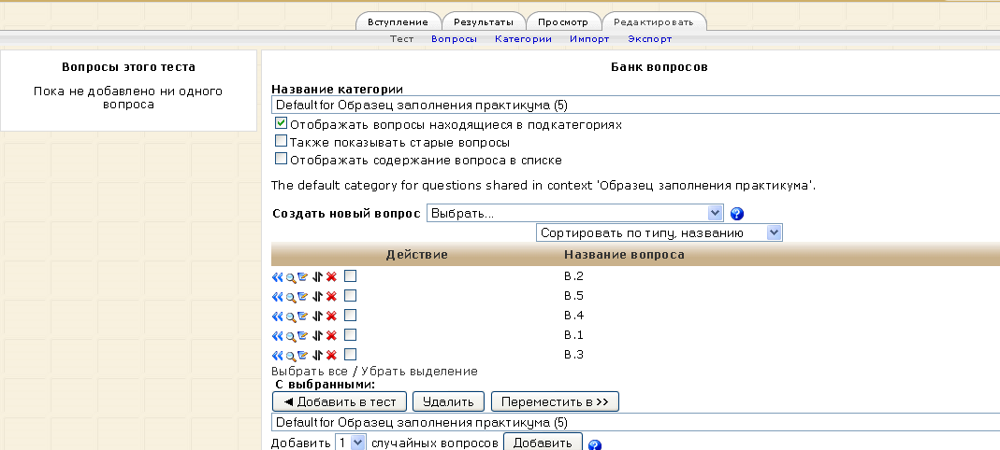 Вступление Результаты Просмотр Редактировать
Тест Вопросы Категории Импорт Экспорт
Вопросы этого теста
Пока не добавлено ни одного
вопроса
Банк вопросов
Название категории
Default for Образец заполнения практикума (5)
Отображать вопросы находящиеся в подкатегориях
Также показывать старые вопросы
Отображать содержание вопроса в списке
The default category for questions shared in context 'Образец заполнения практикума'.
Создать новый вопрос Выбрать... ?
Сортировать по типу, названию
Действие Название вопроса
В.2
В.5
В.4
В.1
В.3
Выбрать все / Убрать выделение
С выбранными:
◄ Добавить в тест Удалить Переместить в >>
Default for Образец заполнения практикума (5)
Добавить 1 случайных вопросов Добавить ?